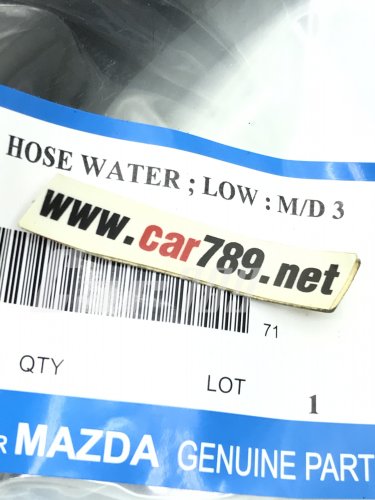 HOSE WATER ; LOW : M/D 3
www.car789.net
71
QTY
LOT
1
R MAZDA GENUINE PART